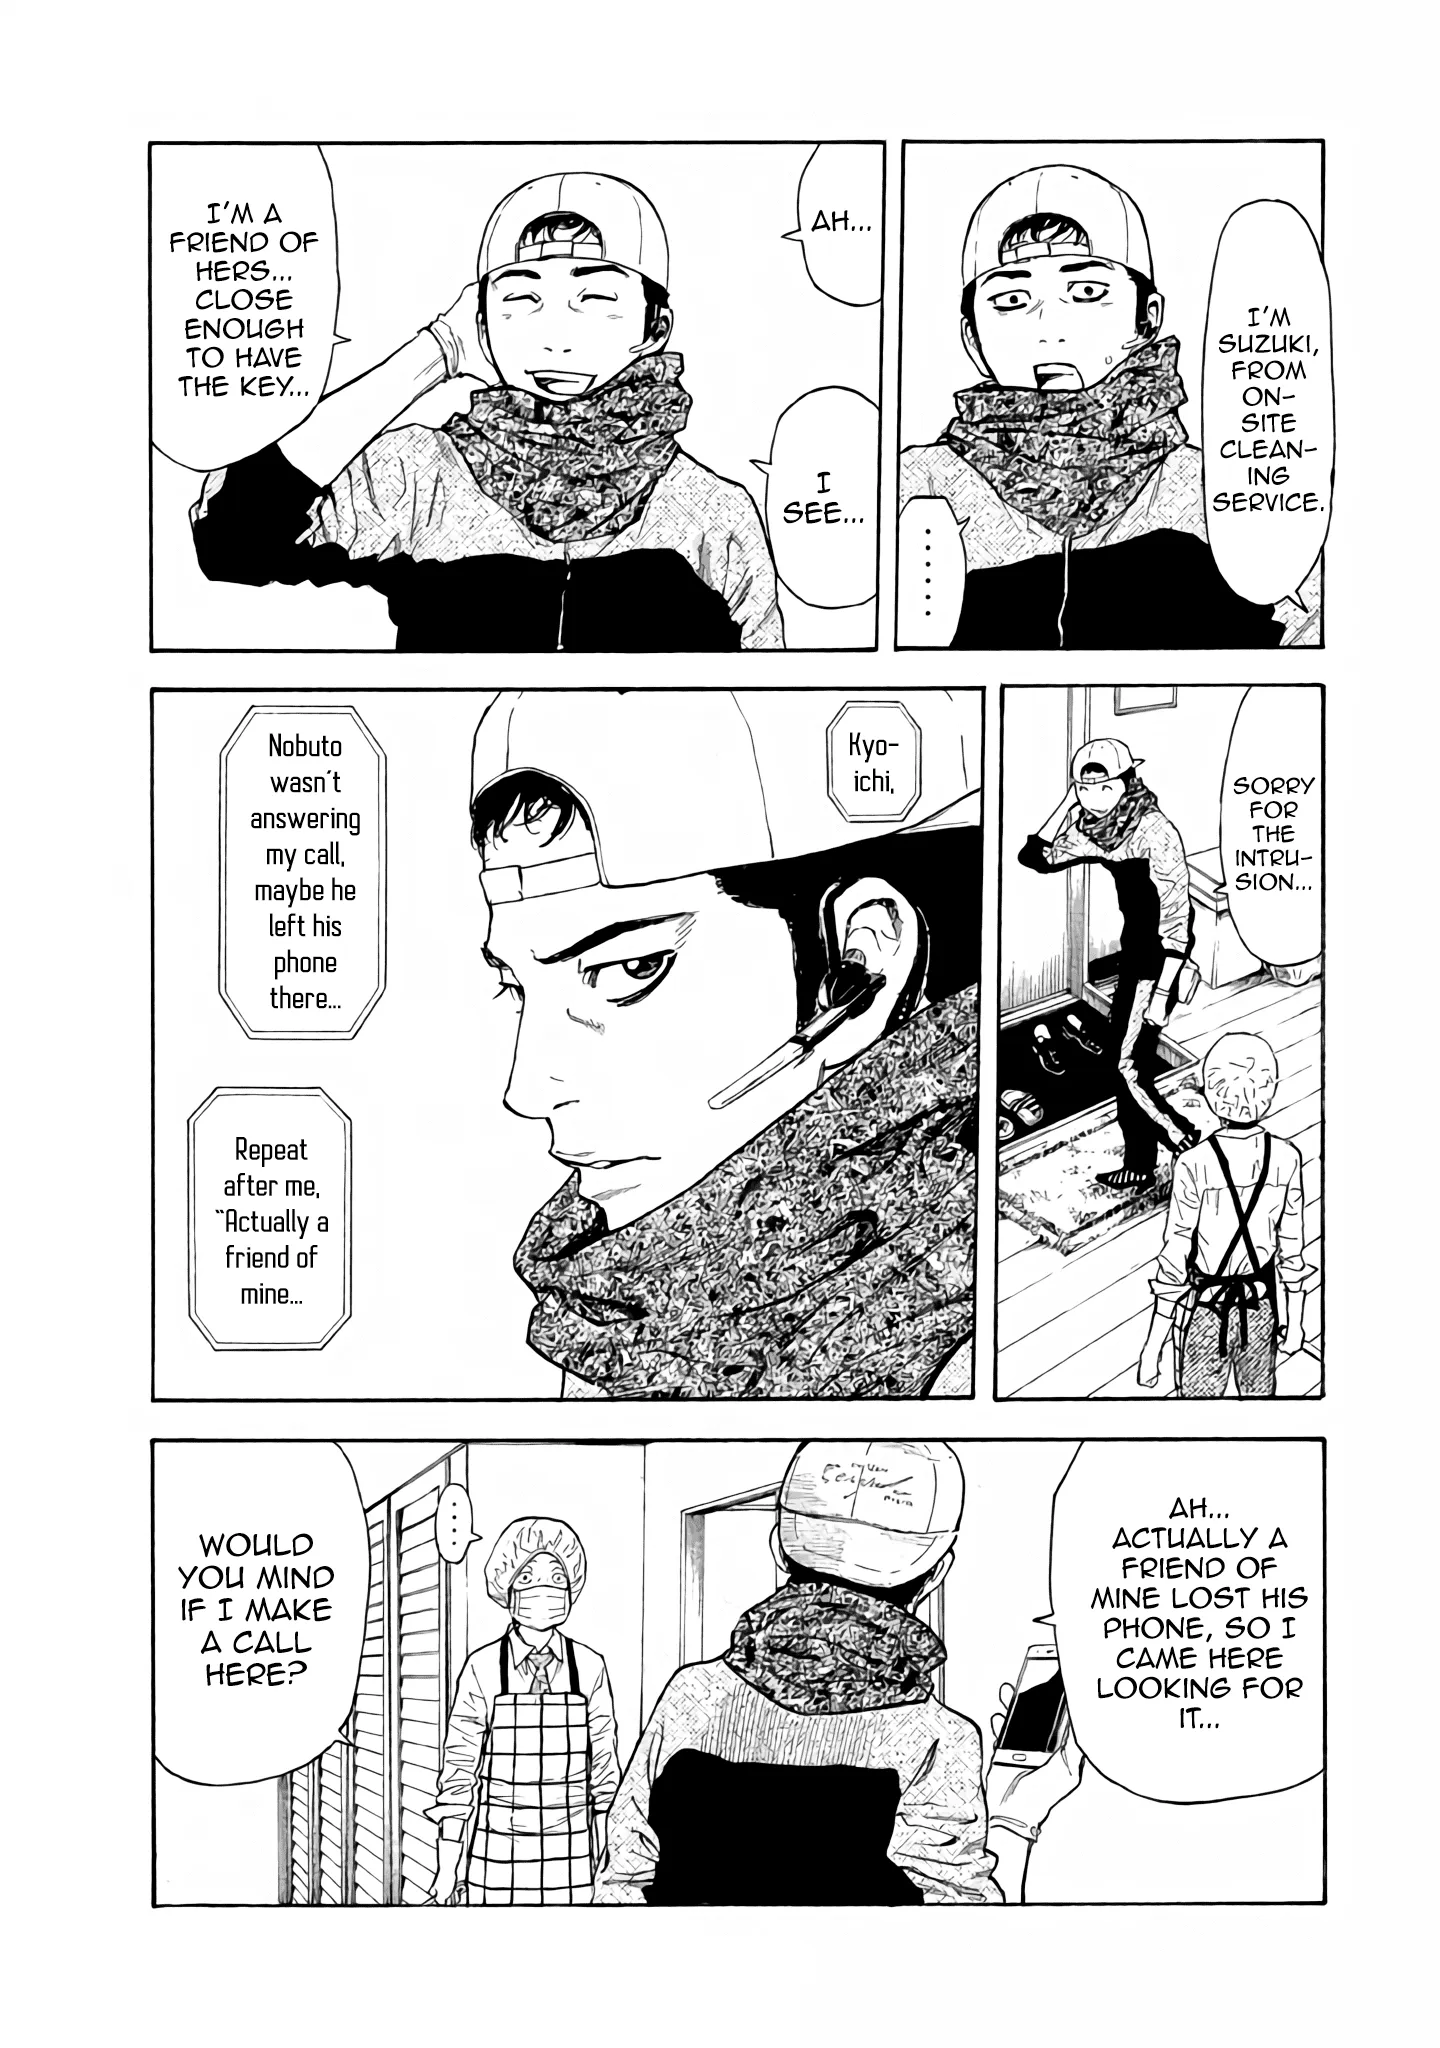 I'M
SUZUKI,
FROM
ON-
SITE
CLEAN-
ING
SERVICE.
.......
AH...
I
SEE...
I'M A
FRIEND OF
HERS...
CLOSE
ENOUGH
TO HAVE
THE KEY...
SORRY
FOR
THE
INTRU-
SION...
Kyo-
ichi,
Nobuto
wasn't
answering
my call,
maybe he
left his
phone
there...
Repeat
after me,
"Actually a
friend of
mine...
AH...
ACTUALLY A
FRIEND OF
MINE LOST HIS
PHONE, SO I
CAME HERE
LOOKING FOR
IT...
....
WOULD
YOU MIND
IF I MAKE
A CALL
HERE?